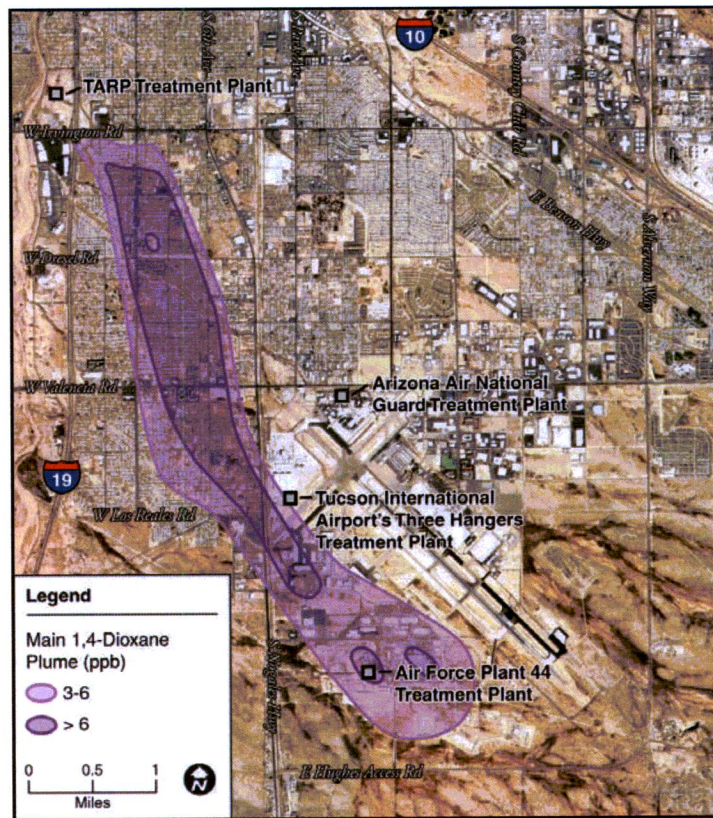 10
TARP Treatment Plant
W Irvington Rd
S Country Club Rd
E Benson Hwy
S Alvernon Way
W Drexel Rd
W Valencia Rd
Arizona Air National
Guard Treatment Plant
19
W Los Reales Rd
Tucson International
Airport's Three Hangers
Treatment Plant
Legend
Main 1,4-Dioxane
Plume (ppb)
3-6
> 6
0 0.5 1
Miles
N
Air Force Plant 44
Treatment Plant
E Hughes Access Rd